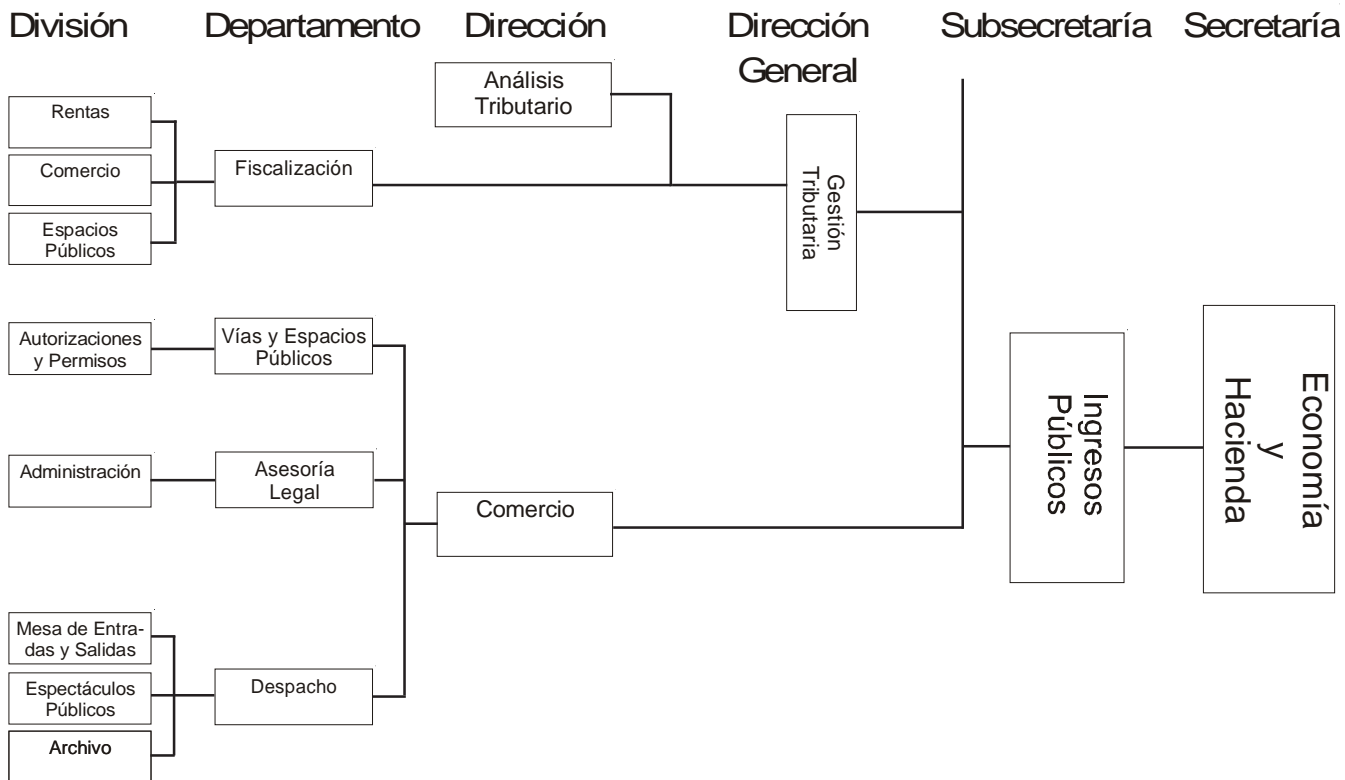 División
Departamento
Dirección
Dirección
General
Subsecretaría
Secretaría
Análisis
Tributario
Rentas
Comercio
Espacios
Públicos
Fiscalización
Gestión
Tributaria
Autorizaciones
y Permisos
Vías y Espacios
Públicos
Administración
Asesoría
Legal
Comercio
Ingresos
Públicos
Economía
y
Hacienda
Mesa de Entra-
das y Salidas
Espectáculos
Públicos
Archivo
Despacho